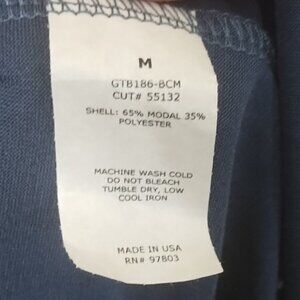 M
GTB186-BCM
CUT# 55132
SHELL: 65% MODAL 35%
POLYESTER
MACHINE WASH COLD
DO NOT BLEACH
TUMBLE DRY, LOW
COOL IRON
MADE IN USA
RN# 97803